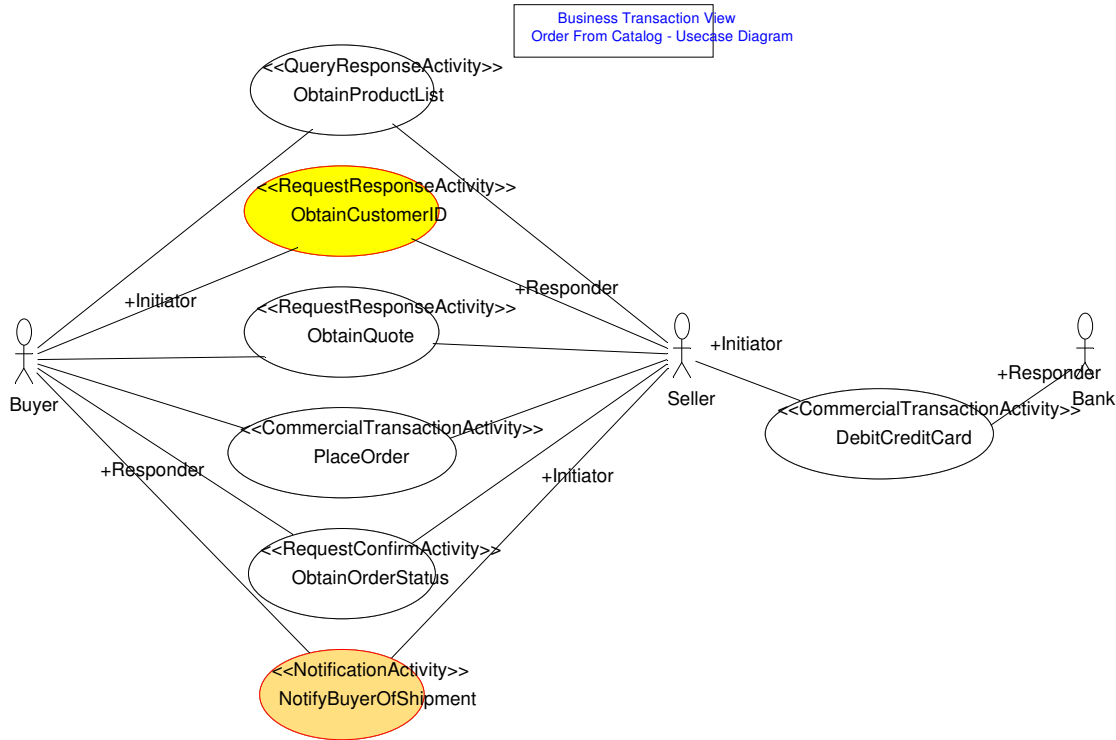 Business Transaction View
Order From Catalog - Usecase Diagram
<<QueryResponseActivity>>
ObtainProductList
<<RequestResponseActivity>>
ObtainCustomerID
+Initiator
+Responder
<<RequestResponseActivity>>
ObtainQuote
Buyer
Seller
+Initiator
+Responder
Bank
<<CommercialTransactionActivity>>
DebitCreditCard
<<CommercialTransactionActivity>>
PlaceOrder
+Responder
+Initiator
<<RequestConfirmActivity>>
ObtainOrderStatus
<<NotificationActivity>>
NotifyBuyerOfShipment